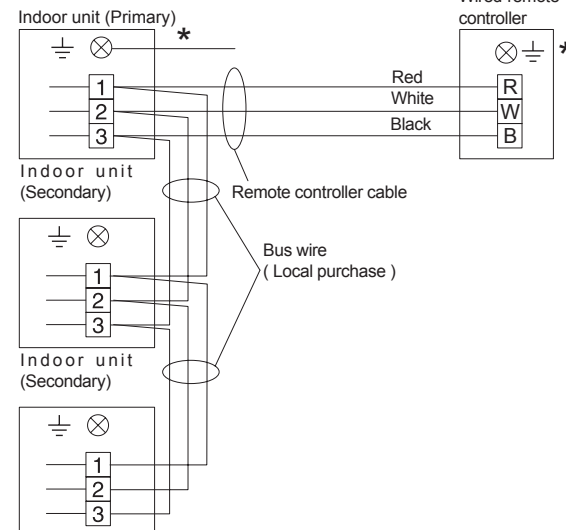 Wired remote
controller
Indoor unit (Primary)
*
*
1
2
3
Red
White
Black
R
W
B
Indoor unit
(Secondary)
Remote controller cable
1
2
3
Bus wire
( Local purchase )
Indoor unit
(Secondary)
1
2
3